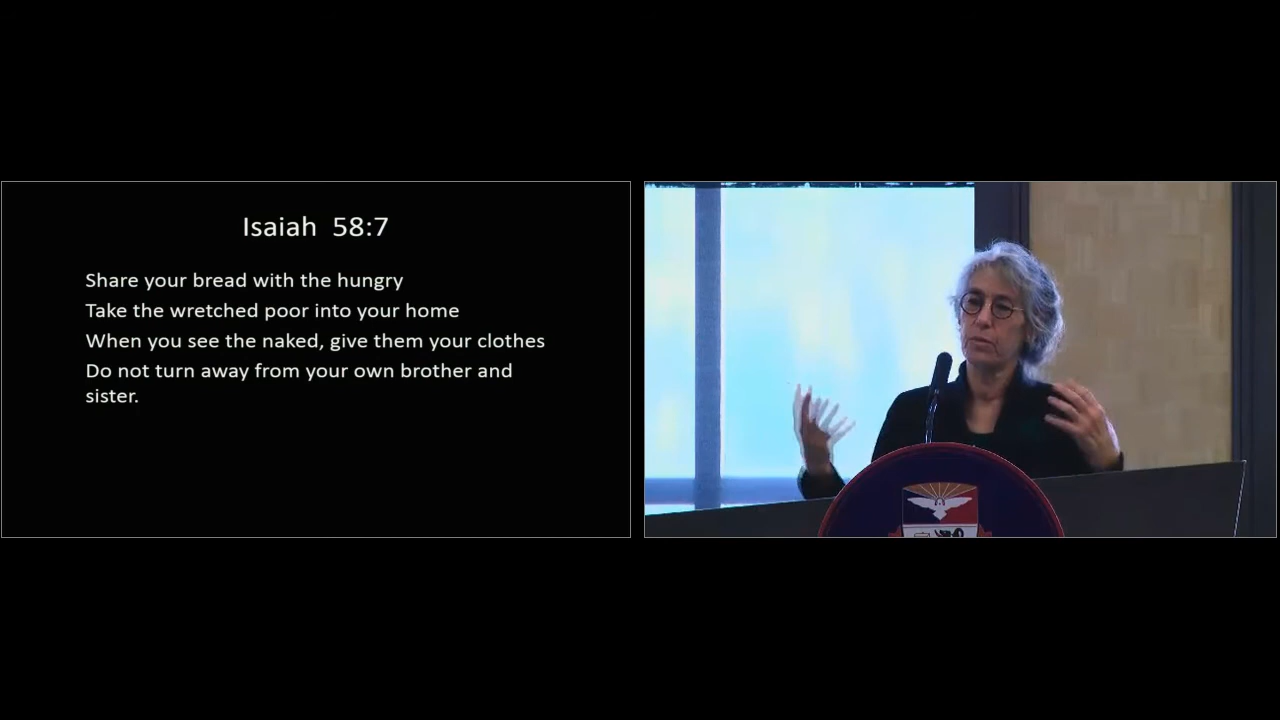 Isaiah 58:7
Share your bread with the hungry
Take the wretched poor into your home
When you see the naked, give them your clothes
Do not turn away from your own brother and
sister.